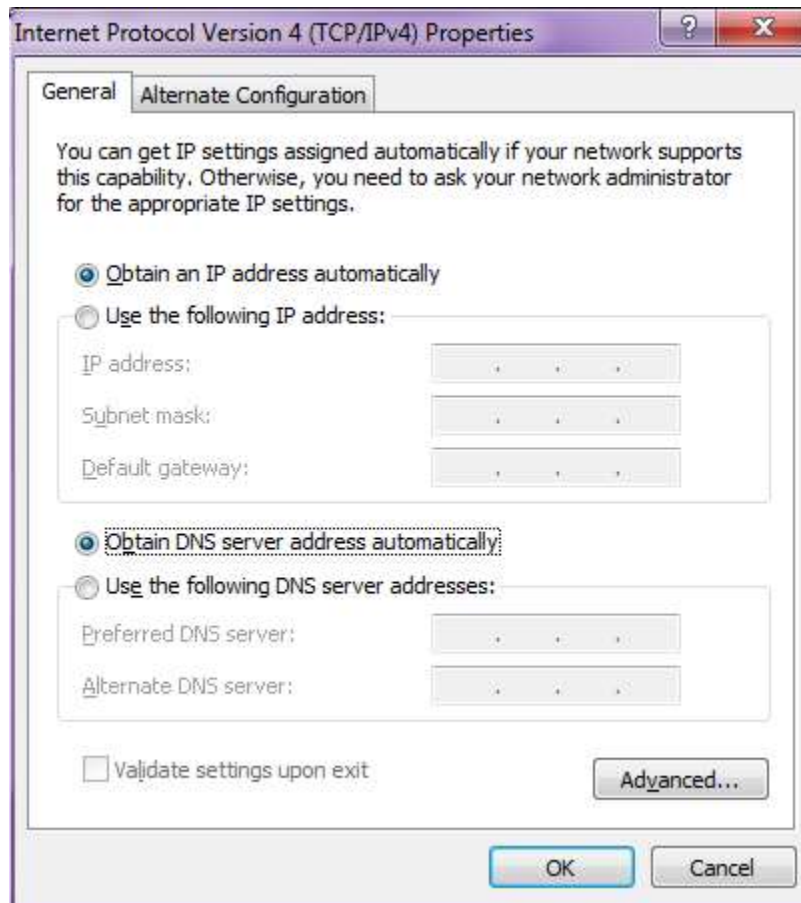 Internet Protocol Version 4 (TCP/IPv4) Properties
General
Alternate Configuration
You can get IP settings assigned automatically if your network supports
this capability. Otherwise, you need to ask your network administrator
for the appropriate IP settings.
Obtain an IP address automatically
Use the following IP address:
IP address:
Subnet mask:
Default gateway:
Obtain DNS server address automatically
Use the following DNS server addresses:
Preferred DNS server:
Alternate DNS server:
Validate settings upon exit
Advanced...
OK
Cancel